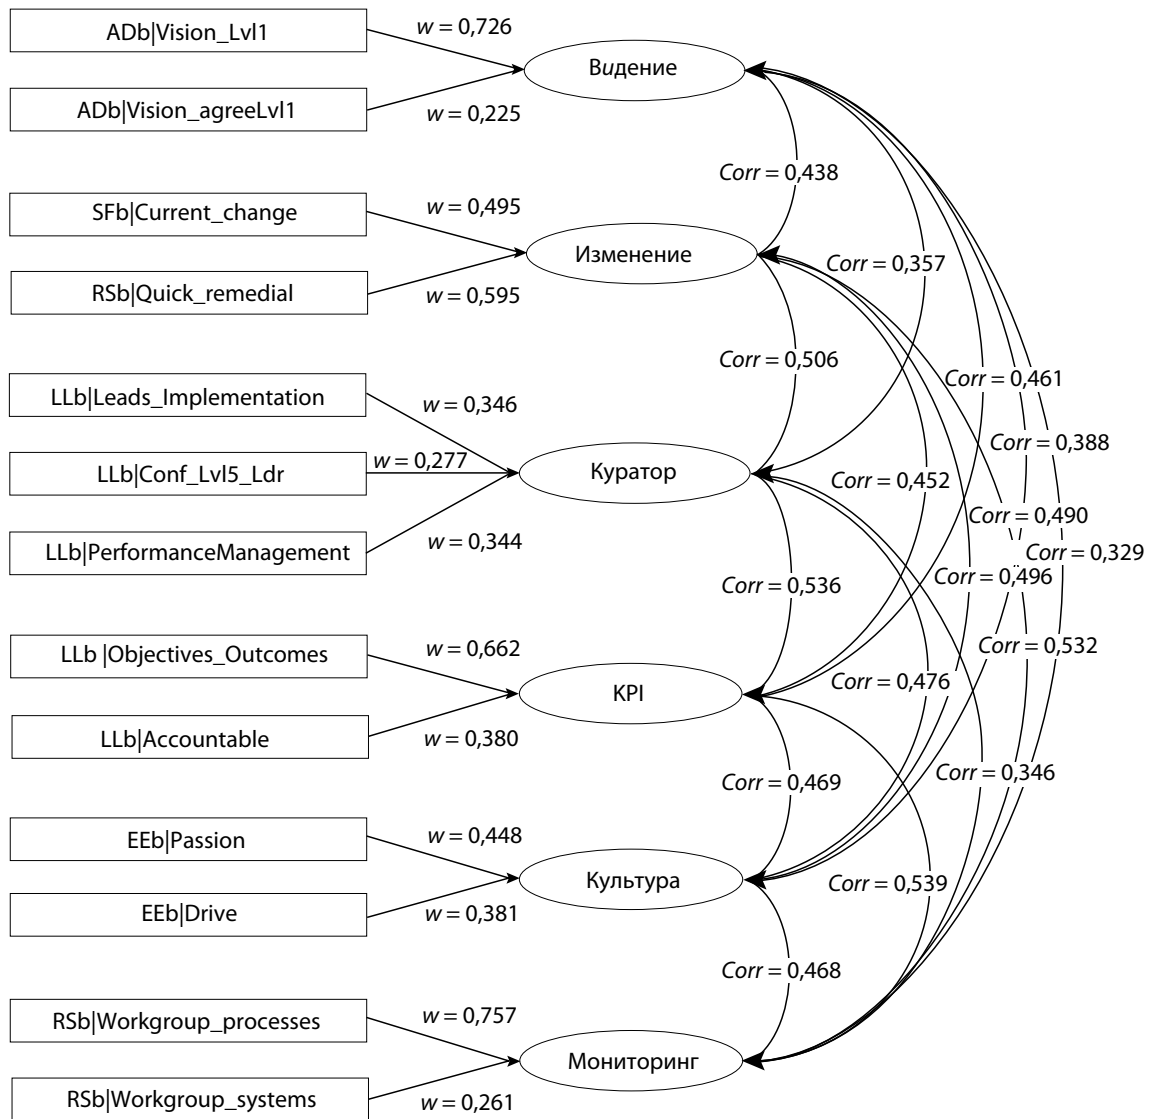 ADb|Vision_Lvl1
w = 0,726
Видение
ADb|Vision_agreeLvl1
w = 0,225
Corr = 0,438
SFb|Current_change
w = 0,495
Изменение
Corr = 0,357
RSb|Quick_remedial
w = 0,595
Corr = 0,506
Corr = 0,461
LLb|Leads_Implementation
w = 0,346
Corr = 0,388
LLb|Conf_Lvl5_Ldr
w = 0,277
Куратор
Corr = 0,452
Corr = 0,490
LLb|PerformanceManagement
w = 0,344
Corr = 0,329
Corr = 0,496
Corr = 0,536
LLb |Objectives_Outcomes
w = 0,662
Corr = 0,532
KPI
Corr = 0,476
LLb|Accountable
w = 0,380
Corr = 0,346
Corr = 0,469
EEb|Passion
w = 0,448
Культура
Corr = 0,539
EEb|Drive
w = 0,381
Corr = 0,468
RSb|Workgroup_processes
w = 0,757
Мониторинг
RSb|Workgroup_systems
w = 0,261